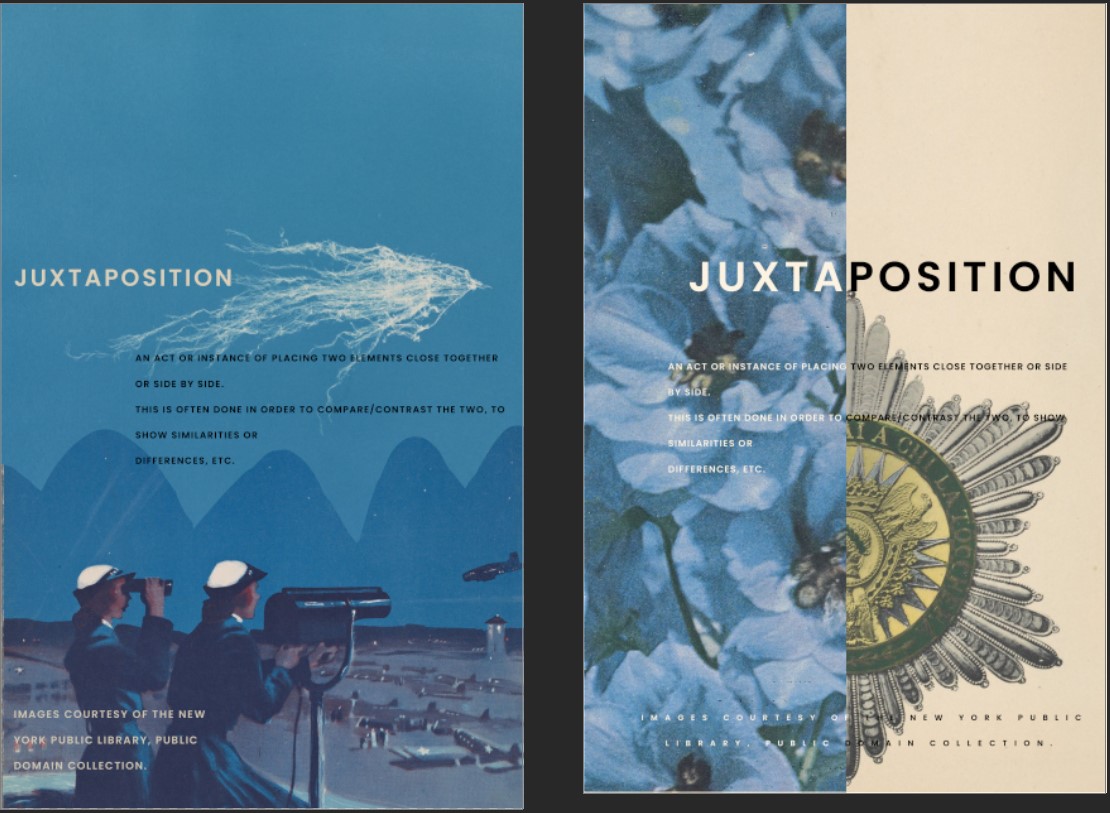 JUXTAPOSITION
AN ACT OR INSTANCE OF PLACING TWO ELEMENTS CLOSE TOGETHER
OR SIDE BY SIDE.
THIS IS OFTEN DONE IN ORDER TO COMPARE/CONTRAST THE TWO, TO
SHOW SIMILARITIES OR
DIFFERENCES, ETC.
IMAGES COURTESY OF THE NEW
YORK PUBLIC LIBRARY, PUBLIC
DOMAIN COLLECTION.
JUXTAPOSITION
AN ACT OR INSTANCE OF PLACING TWO ELEMENTS CLOSE TOGETHER OR SIDE
BY SIDE.
THIS IS OFTEN DONE IN ORDER TO COMPARE/CONTRAST THE TWO, TO SHOW
SIMILARITIES OR
DIFFERENCES, ETC.
IMAGES COURTESY OF THE NEW YORK PUBLIC
LIBRARY, PUBLIC DOMAIN COLLECTION.